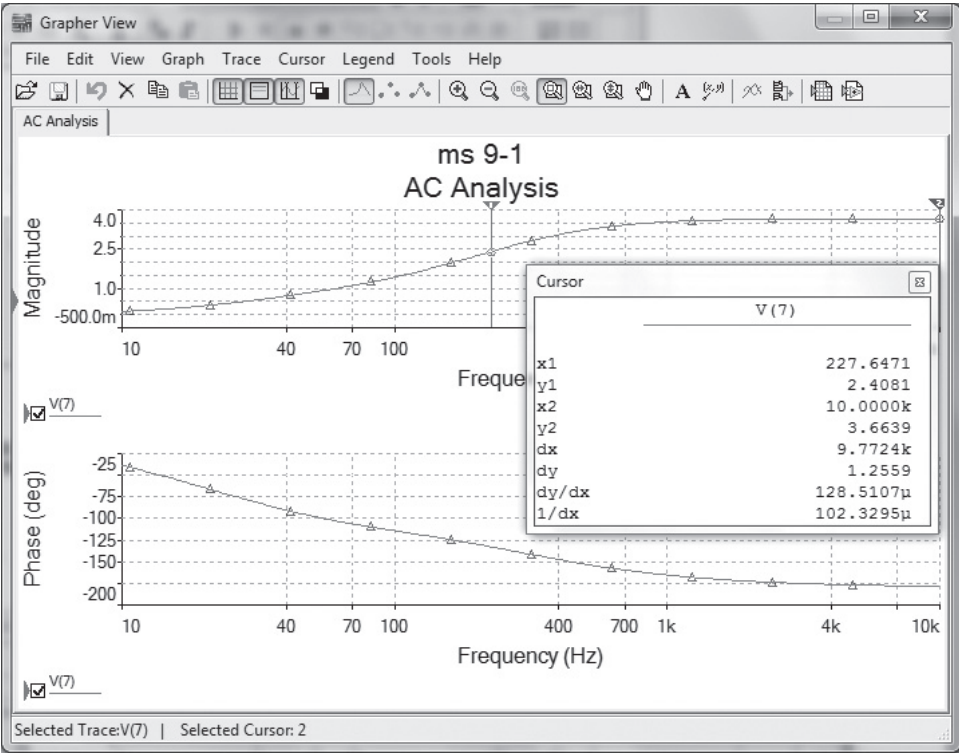 Grapher View
File Edit View Graph Trace Cursor Legend Tools Help
AC Analysis
ms 9-1
AC Analysis
Magnitude
4.0
2.5
1.0
-500.0m
10 40 70 100
Freque
V(7)
Cursor
V(7)
x1 227.6471
y1 2.4081
x2 10.0000k
y2 3.6639
dx 9.7724k
dy 1.2559
dy/dx 128.5107µ
1/dx 102.3295µ
Phase (deg)
-25
-75
-100
-125
-150
-200
10 40 70 100 400 700 1k 4k 10k
Frequency (Hz)
V(7)
Selected Trace:V(7) | Selected Cursor: 2